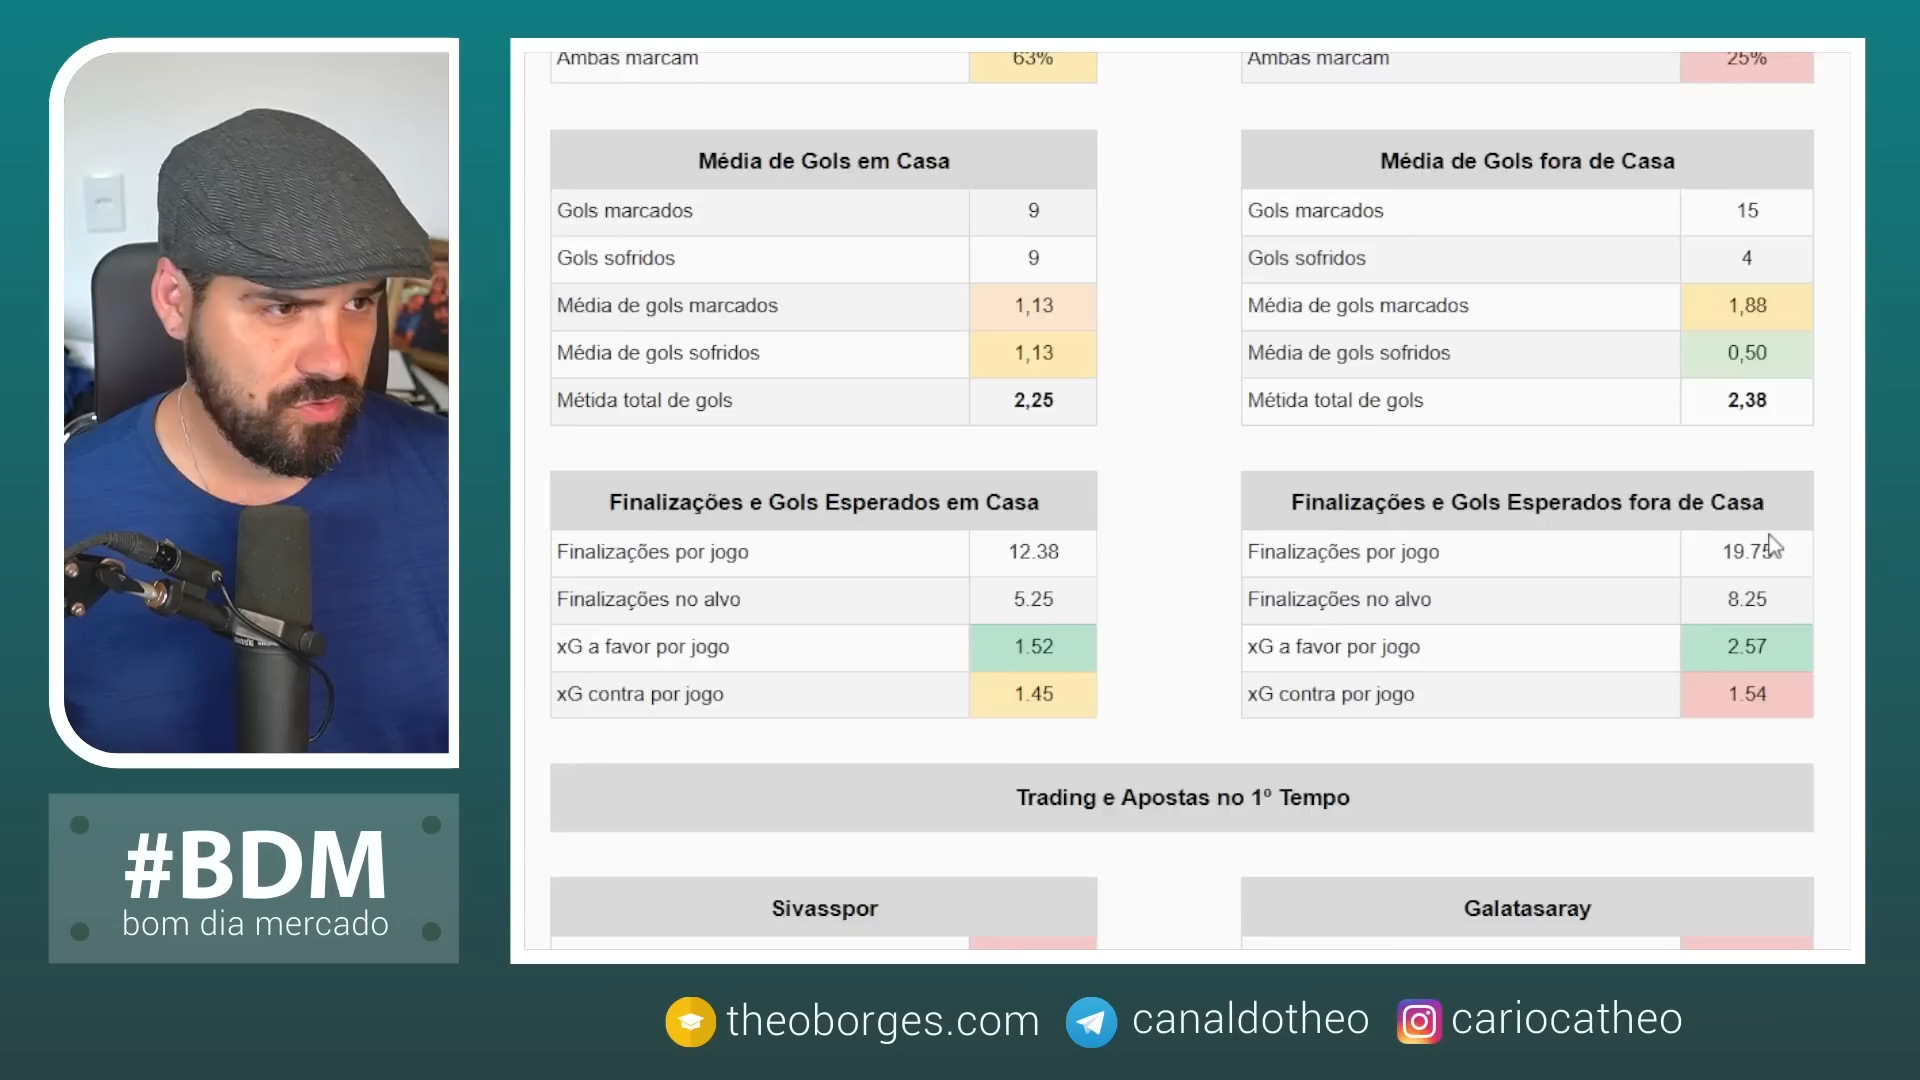 Ambas marcam 63%
Ambas marcam 25%
Média de Gols em Casa
Gols marcados 9
Gols sofridos 9
Média de gols marcados 1,13
Média de gols sofridos 1,13
Métida total de gols 2,25
Média de Gols fora de Casa
Gols marcados 15
Gols sofridos 4
Média de gols marcados 1,88
Média de gols sofridos 0,50
Métida total de gols 2,38
Finalizações e Gols Esperados em Casa
Finalizações por jogo 12.38
Finalizações no alvo 5.25
xG a favor por jogo 1.52
xG contra por jogo 1.45
Finalizações e Gols Esperados fora de Casa
Finalizações por jogo 19.75
Finalizações no alvo 8.25
xG a favor por jogo 2.57
xG contra por jogo 1.54
Trading e Apostas no 1º Tempo
Sivasspor
Galatasaray
#BDM
bom dia mercado
theoborges.com
canaldotheo
cariocatheo